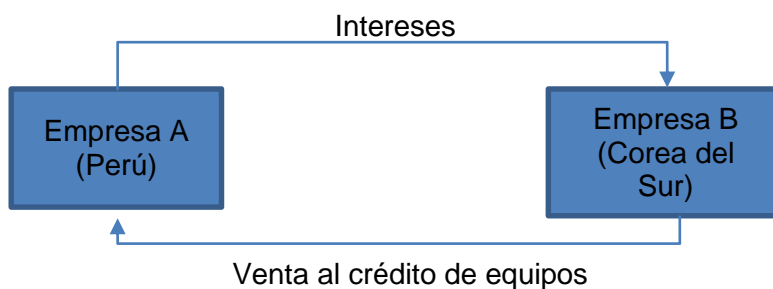 Intereses
Empresa A
(Perú)
Empresa B
(Corea del
Sur)
Venta al crédito de equipos